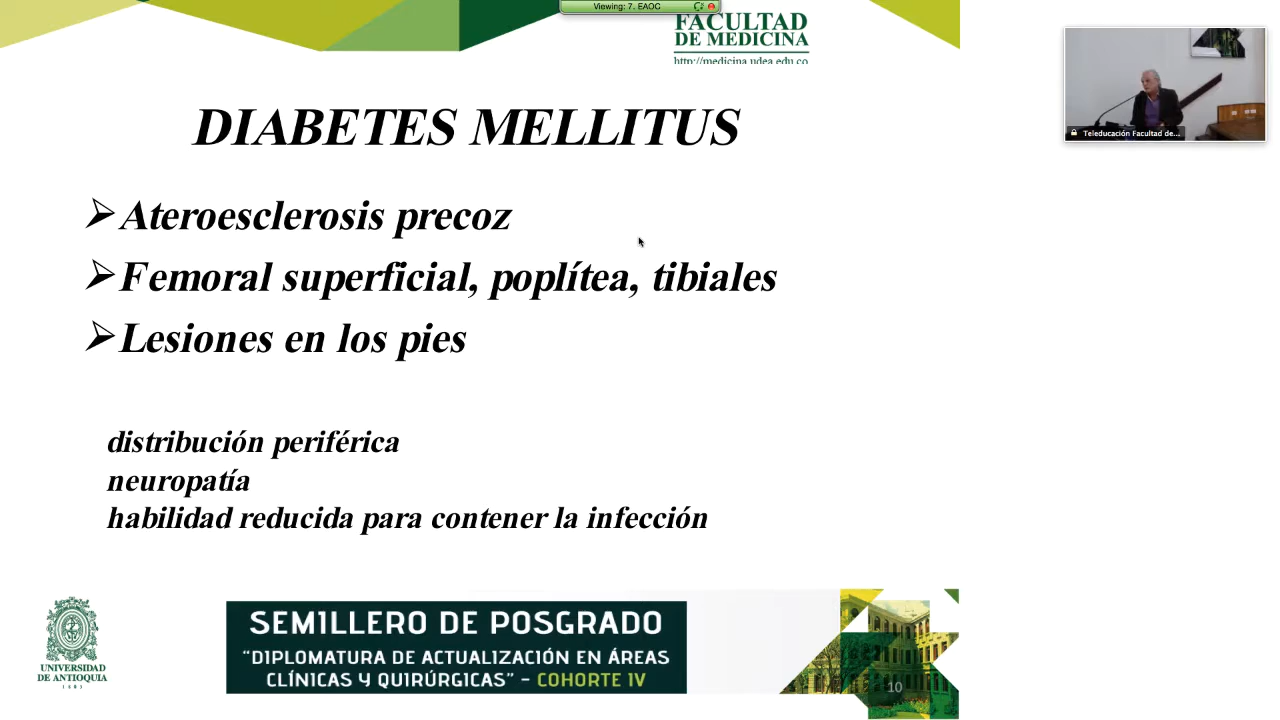 Viewing: 7. EAOC
FACULTAD
DE MEDICINA
http://medicina.udea.edu.co
DIABETES MELLITUS
Ateroesclerosis precoz
Femoral superficial, poplítea, tibiales
Lesiones en los pies
distribución periférica
neuropatía
habilidad reducida para contener la infección
Teleducación Facultad de...
SEMILLERO DE POSGRADO
“DIPLOMATURA DE ACTUALIZACIÓN EN ÁREAS
CLÍNICAS Y QUIRÚRGICAS” – COHORTE IV
UNIVERSIDAD
DE ANTIOQUIA
1803
10